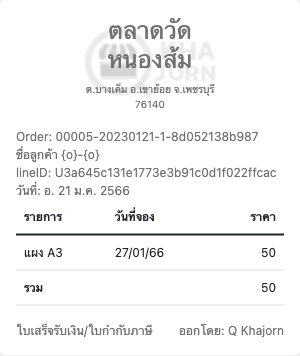 ตลาดวัด
หนองส้ม
KHA
JURN
ต.บางเค็ม อ.เขาย้อย จ.เพชรบุรี
76140
Order: 00005-20230121-1-8d052138b987
ชื่อลูกค้า {o}-{o}
lineID: U3a645c131e1773e3b91c0d1f022ffcac
วันที่: อ. 21 ม.ค. 2566
รายการ วันที่จอง ราคา
แผง A3 27/01/66 50
รวม 50
ใบเสร็จรับเงิน/ใบกำกับภาษี ออกโดย: Q Khajorn